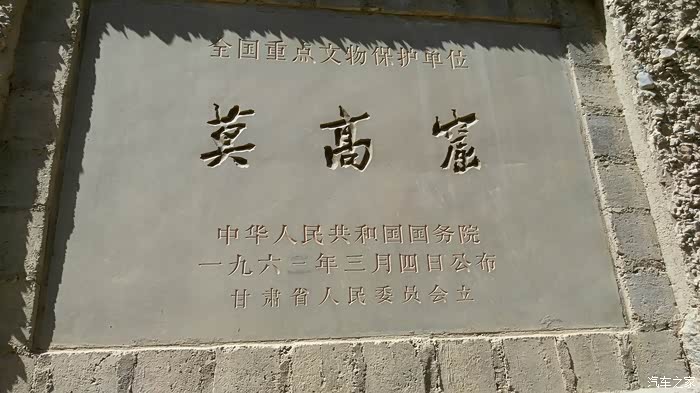 全国重点文物保护单位
莫高窟
中华人民共和国国务院
一九六一年三月四日公布
甘肃省人民委员会立
汽车之家